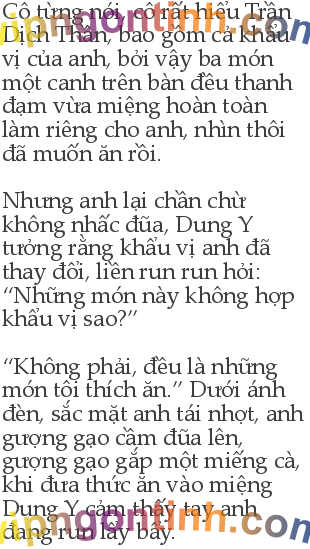 Cô từng nói, cô rất hiểu Trần
Dịch Thần, bao gồm cả khẩu
vị của anh, bởi vậy ba món
một canh trên bàn đều thanh
đạm vừa miệng hoàn toàn
làm riêng cho anh, nhìn thôi
đã muốn ăn rồi.
Nhưng anh lại chần chừ
không nhấc đũa, Dung Y
tưởng rằng khẩu vị anh đã
thay đổi, liền run run hỏi:
“Những món này không hợp
khẩu vị sao?”
“Không phải, đều là những
món tôi thích ăn.” Dưới ánh
đèn, sắc mặt anh tái nhợt, anh
gượng gạo cầm đũa lên,
gượng gạo gắp một miếng cà,
khi đưa thức ăn vào miệng
Dung Y cảm thấy tay anh
đang run lẩy bẩy.
vipngontinh.com
vipngontinh.com